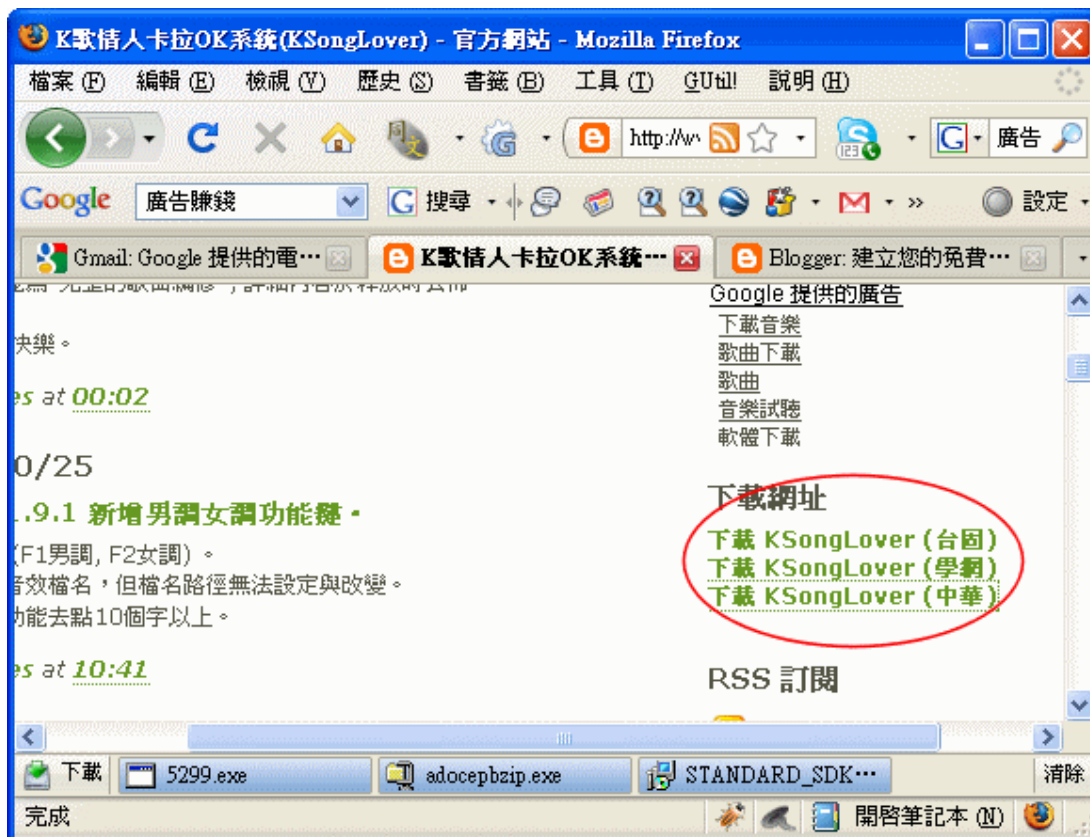 K歌情人卡拉OK系統(KSongLover) - 官方網站 - Mozilla Firefox
檔案(F) 編輯(E) 檢視(V) 歷史(S) 書籤(B) 工具(T) GUtil! 說明(H)
http://w 123 G 廣告
Google 廣告賺錢 G 搜尋 » 設定
Gmail: Google 提供的電… K歌情人卡拉OK系統… Blogger: 建立您的免費…
快樂。
es at 00:02
0/25
.9.1 新增男調女調功能鍵。
(F1男調, F2女調)。
音效檔名，但檔名路徑無法設定與改變。
功能去點10個字以上。
es at 10:41
Google 提供的廣告
下載音樂
歌曲下載
歌曲
音樂試聽
軟體下載
下載網址
下載 KSongLover (台固)
下載 KSongLover (學網)
下載 KSongLover (中華)
RSS 訂閱
下載 5299.exe adocepbzip.exe STANDARD_SDK… 清除
完成 開啓筆記本(N)